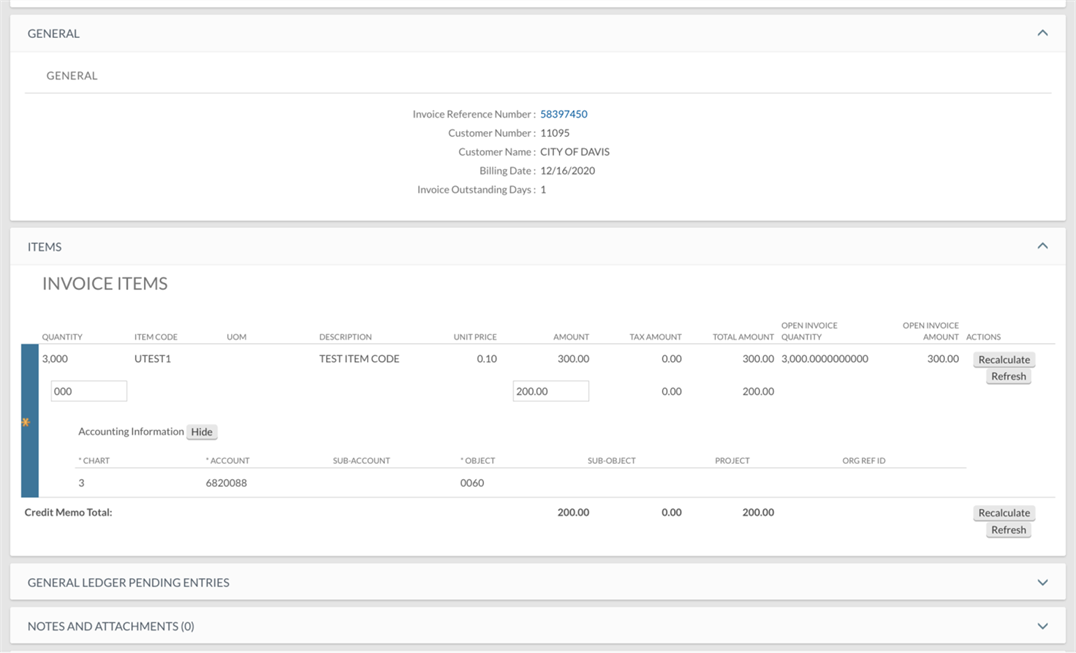 GENERAL
GENERAL
Invoice Reference Number : 58397450
Customer Number : 11095
Customer Name : CITY OF DAVIS
Billing Date : 12/16/2020
Invoice Outstanding Days : 1
ITEMS
INVOICE ITEMS
QUANTITY ITEM CODE UOM DESCRIPTION UNIT PRICE AMOUNT TAX AMOUNT TOTAL AMOUNT OPEN INVOICE QUANTITY OPEN INVOICE AMOUNT ACTIONS
3,000 UTEST1 TEST ITEM CODE 0.10 300.00 0.00 300.00 3,000.0000000000 300.00 Recalculate
Refresh
000 200.00 0.00 200.00
*
Accounting Information Hide
* CHART * ACCOUNT SUB-ACCOUNT * OBJECT SUB-OBJECT PROJECT ORG REF ID
3 6820088 0060
Credit Memo Total: 200.00 0.00 200.00 Recalculate
Refresh
GENERAL LEDGER PENDING ENTRIES
NOTES AND ATTACHMENTS (0)